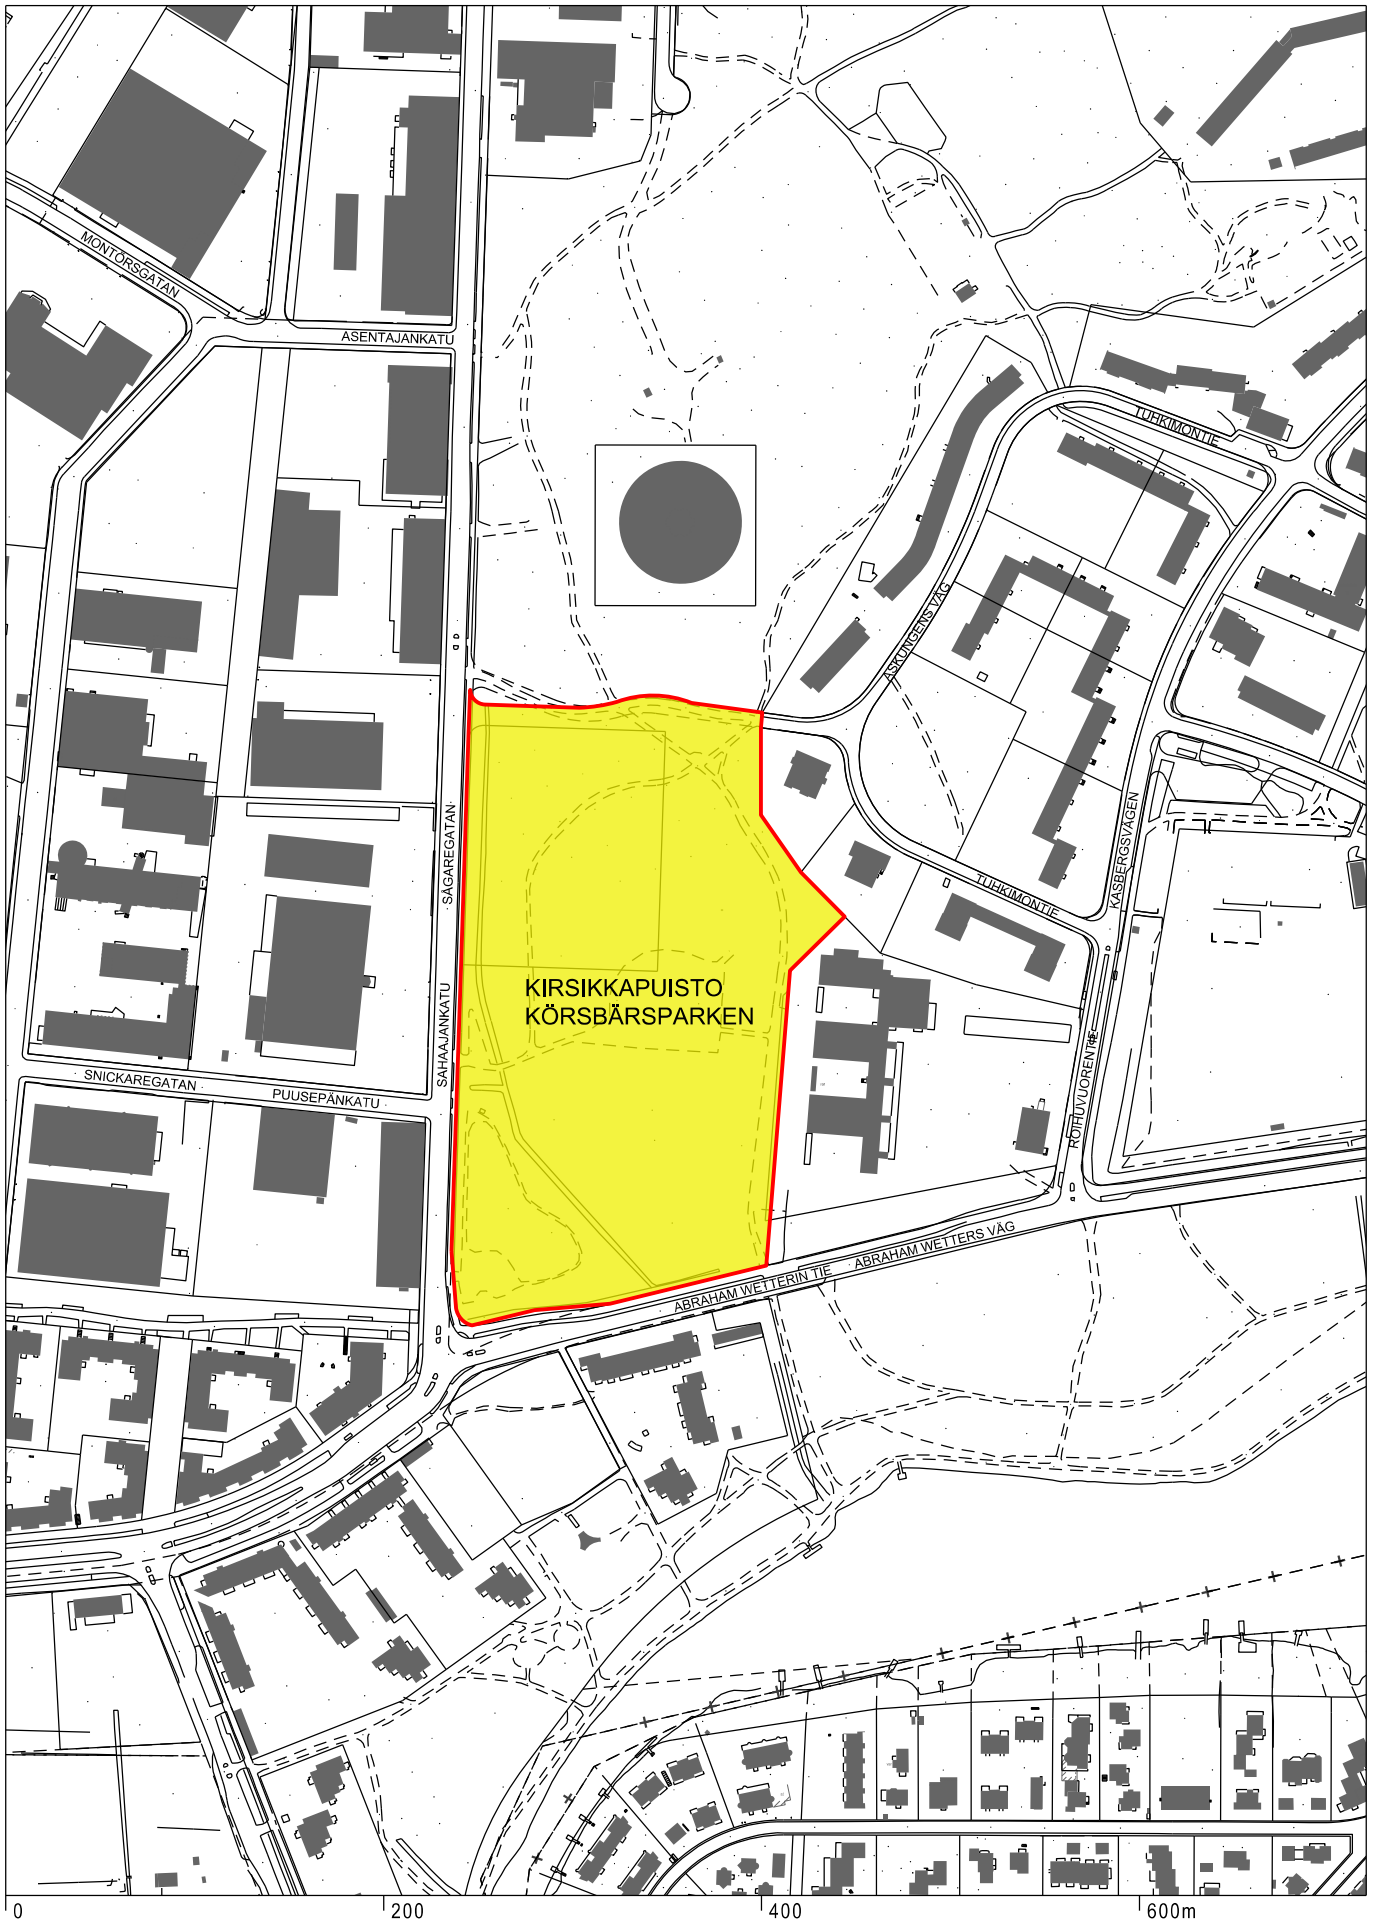 MONTÖRSGATAN
ASENTAJANKATU
TUHKIMONTIE
ASKUNGENS VÄG
SÅGAREGATAN
KASBERGSVÄGEN
TUHKIMONTIE
KIRSIKKAPUISTO
KÖRSBÄRSPARKEN
SAHAAJANKATU
ROIHUVUORENTIE
SNICKAREGATAN
PUUSEPÄNKATU
ABRAHAM WETTERIN TIE
ABRAHAM WETTERS VÄG
0
200
400
600m